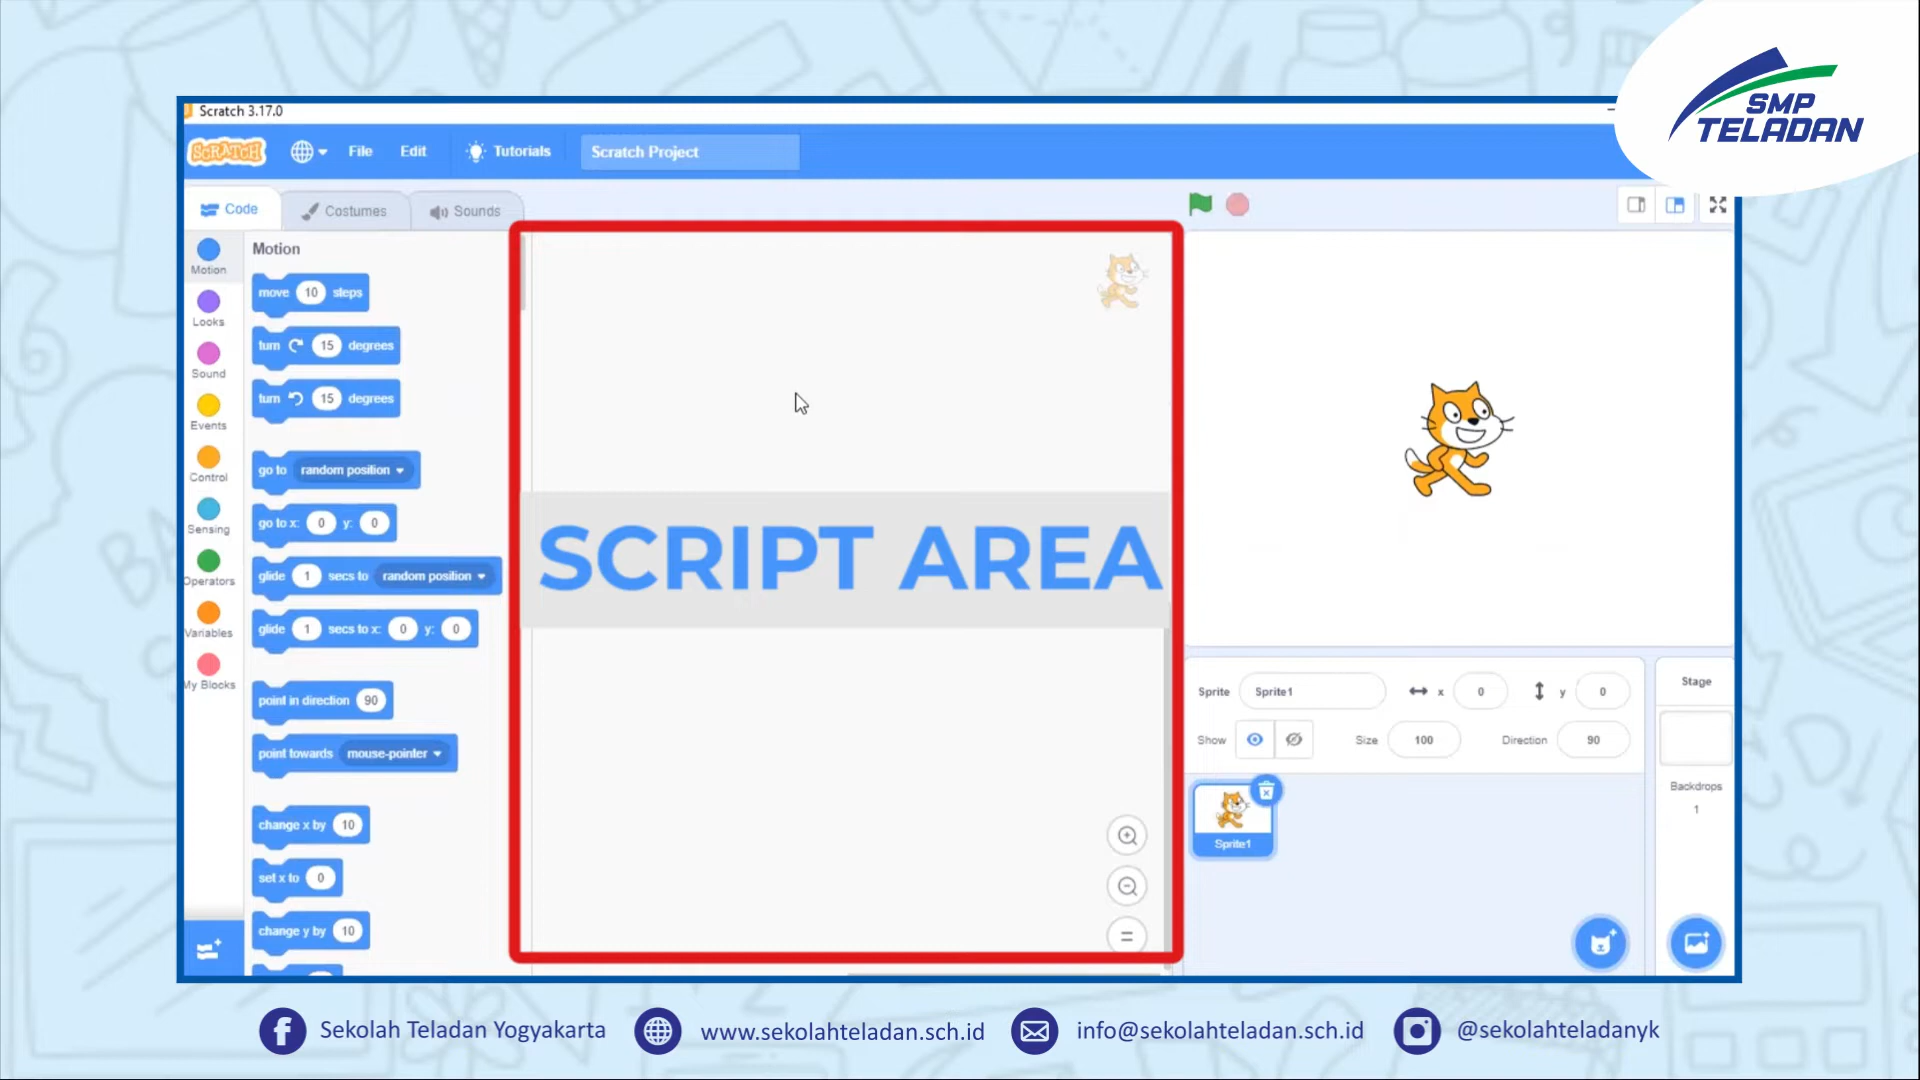 SMP
TELADAN
Scratch 3.17.0
SCRATCH
File
Edit
Tutorials
Scratch Project
Code
Costumes
Sounds
Motion
Looks
Sound
Events
Control
Sensing
Operators
Variables
My Blocks
Motion
move 10 steps
turn 15 degrees
turn 15 degrees
go to random position
go to x: 0 y: 0
glide 1 secs to random position
glide 1 secs to x: 0 y: 0
point in direction 90
point towards mouse-pointer
change x by 10
set x to 0
change y by 10
SCRIPT AREA
Sprite Sprite1 x 0 y 0
Show Size 100 Direction 90
Sprite1
Stage
Backdrops
1
Sekolah Teladan Yogyakarta
www.sekolahteladan.sch.id
info@sekolahteladan.sch.id
@sekolahteladanyk